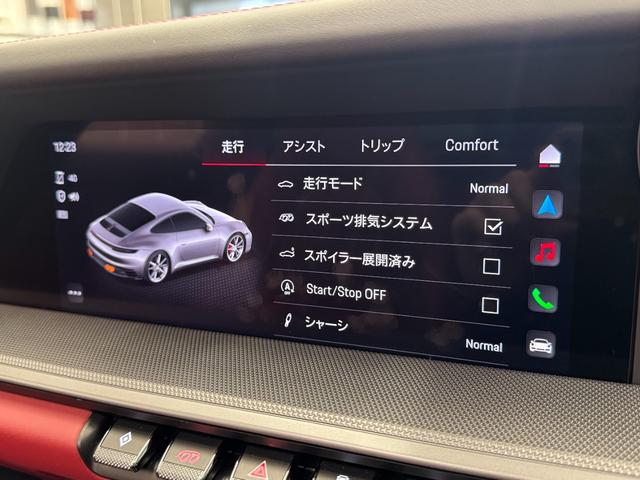 12:23
走行 アシスト トリップ Comfort
4G
走行モード Normal
スポーツ排気システム
スポイラー展開済み
Start/Stop OFF
シャーシ Normal